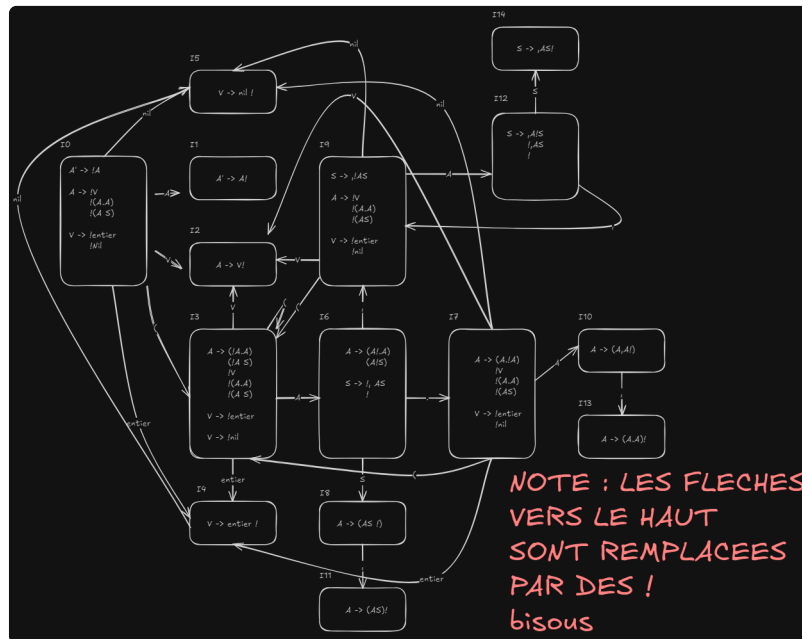 I14
S -> ,AS!
I5
V -> nil !
nil
nil
S
I12
S -> ,A!S
!,AS
!
V
nil
I0
A' -> !A
A -> !V
!(A.A)
!(A S)
V -> !entier
!Nil
nil
I1
A' -> A!
A
I9
S -> ,!AS
A -> !V
!(A.A)
!(AS)
V -> !entier
!nil
A
,
I2
A -> V!
V
V
V
(
(
(
,
I3
A -> (!A.A)
(!A S)
!V
!(A.A)
!(A S)
V -> !entier
V -> !nil
A
I6
A -> (A!.A)
(A!S)
S -> !, AS
!
.
I7
A -> (A.!A)
!V
!(A.A)
!(AS)
V -> !entier
!nil
A
I10
A -> (A,A!)
I13
A -> (A.A)!
entier
entier
S
(
I4
V -> entier !
I8
A -> (AS !)
entier
I11
A -> (AS)!
NOTE : LES FLECHES
VERS LE HAUT
SONT REMPLACEES
PAR DES !
bisous